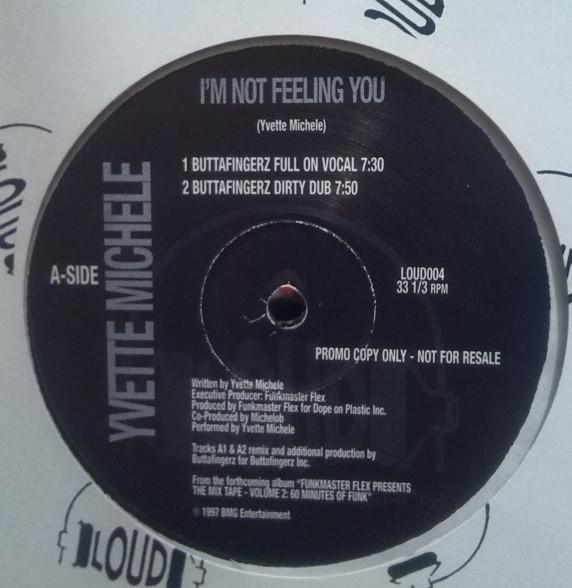 I'M NOT FEELING YOU
(Yvette Michele)
1 BUTTAFINGERZ FULL ON VOCAL 7:30
2 BUTTAFINGERZ DIRTY DUB 7:50
YVETTE MICHELE
A-SIDE
LOUD004
33 1/3 RPM
PROMO COPY ONLY - NOT FOR RESALE
Written by Yvette Michele
Executive Producer: Funkmaster Flex
Produced by Funkmaster Flex for Dope on Plastic Inc.
Co-Produced by Michelob
Performed by Yvette Michele
Tracks A1 & A2 remix and additional production by
Buttafingerz for Buttafingerz Inc.
From the forthcoming album "FUNKMASTER FLEX PRESENTS
THE MIX TAPE - VOLUME 2: 60 MINUTES OF FUNK"
℗ 1997 BMG Entertainment
LOUD